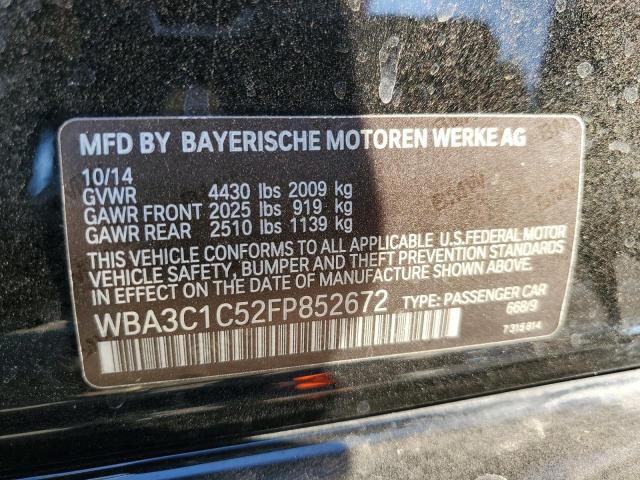 MFD BY BAYERISCHE MOTOREN WERKE AG
10/14
GVWR 4430 lbs 2009 kg
GAWR FRONT 2025 lbs 919 kg
GAWR REAR 2510 lbs 1139 kg
THIS VEHICLE CONFORMS TO ALL APPLICABLE U.S.FEDERAL MOTOR
VEHICLE SAFETY, BUMPER AND THEFT PREVENTION STANDARDS
IN EFFECT ON THE DATE OF MANUFACTURE SHOWN ABOVE.
WBA3C1C52FP852672 TYPE: PASSENGER CAR
668/9
7315814